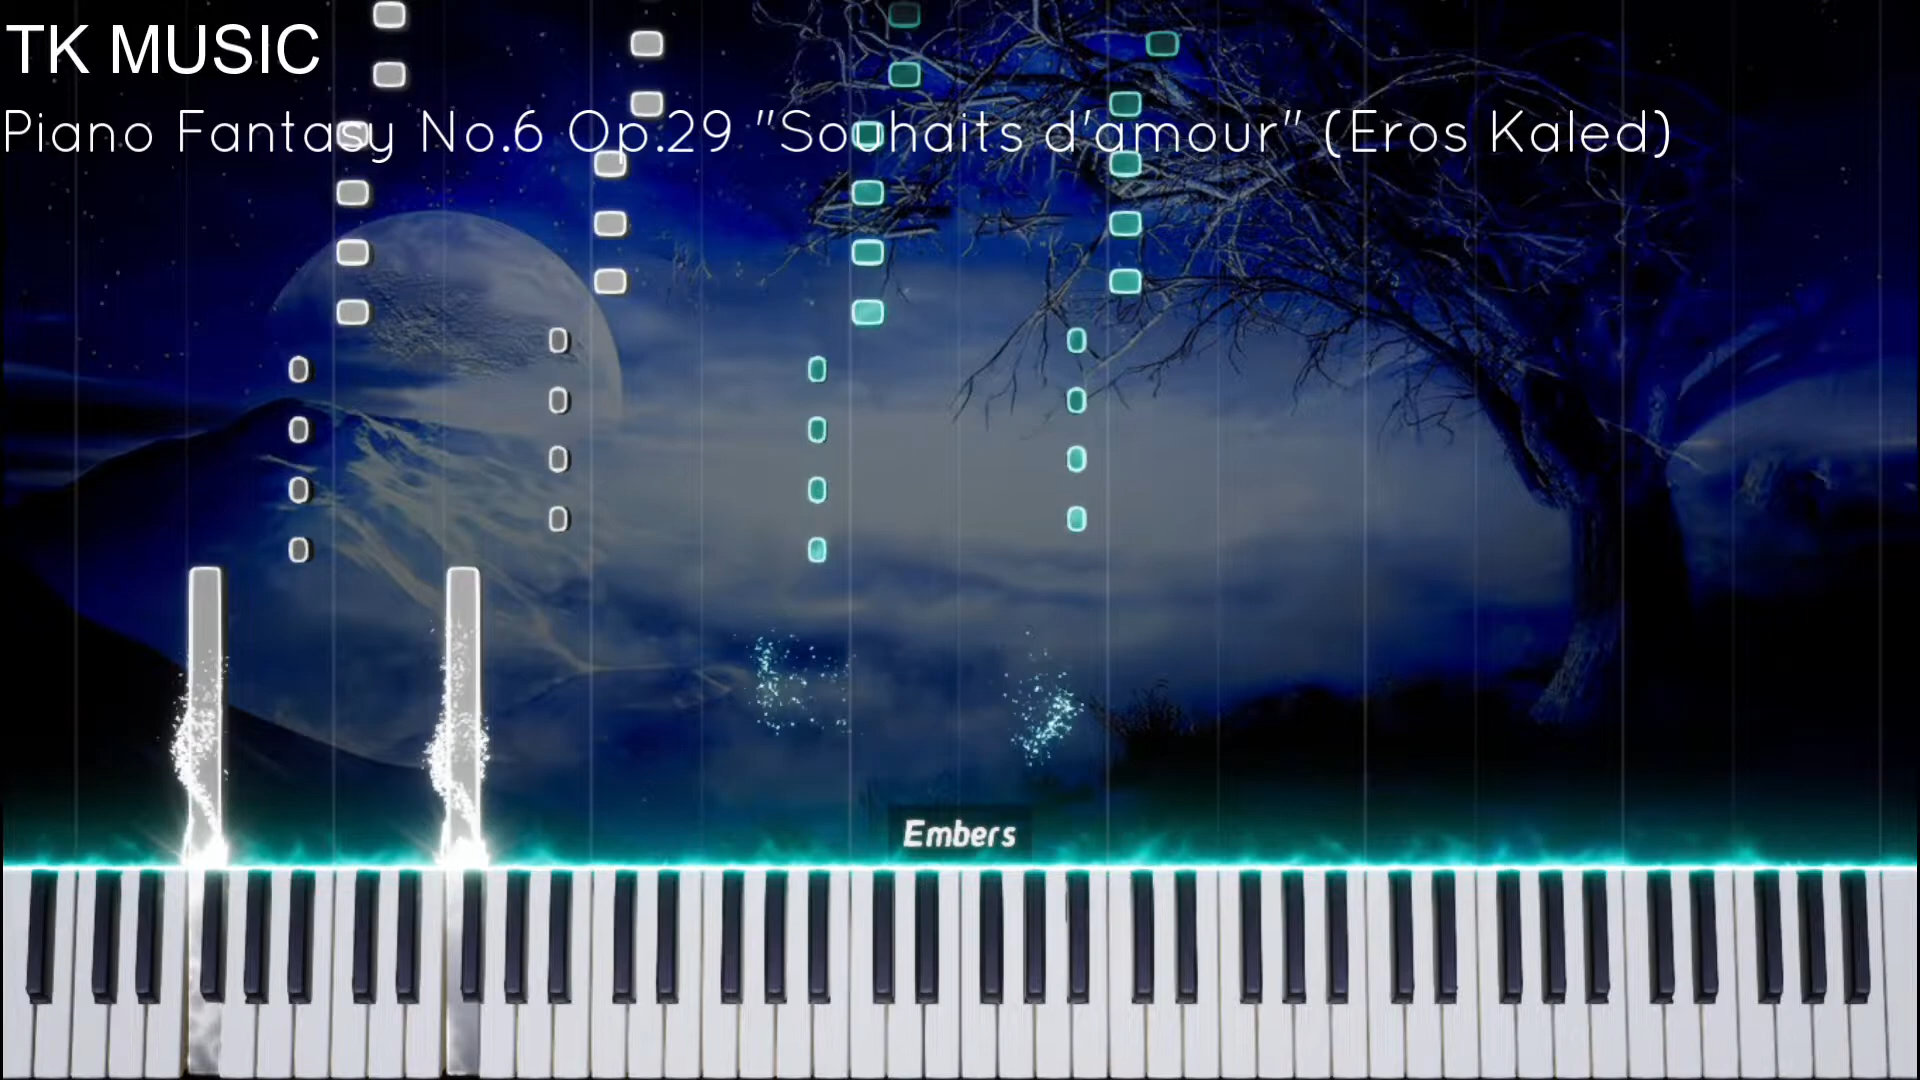 TK MUSIC
Piano Fantasy No.6 Op.29 "Souhaits d'amour" (Eros Kaled)
Embers